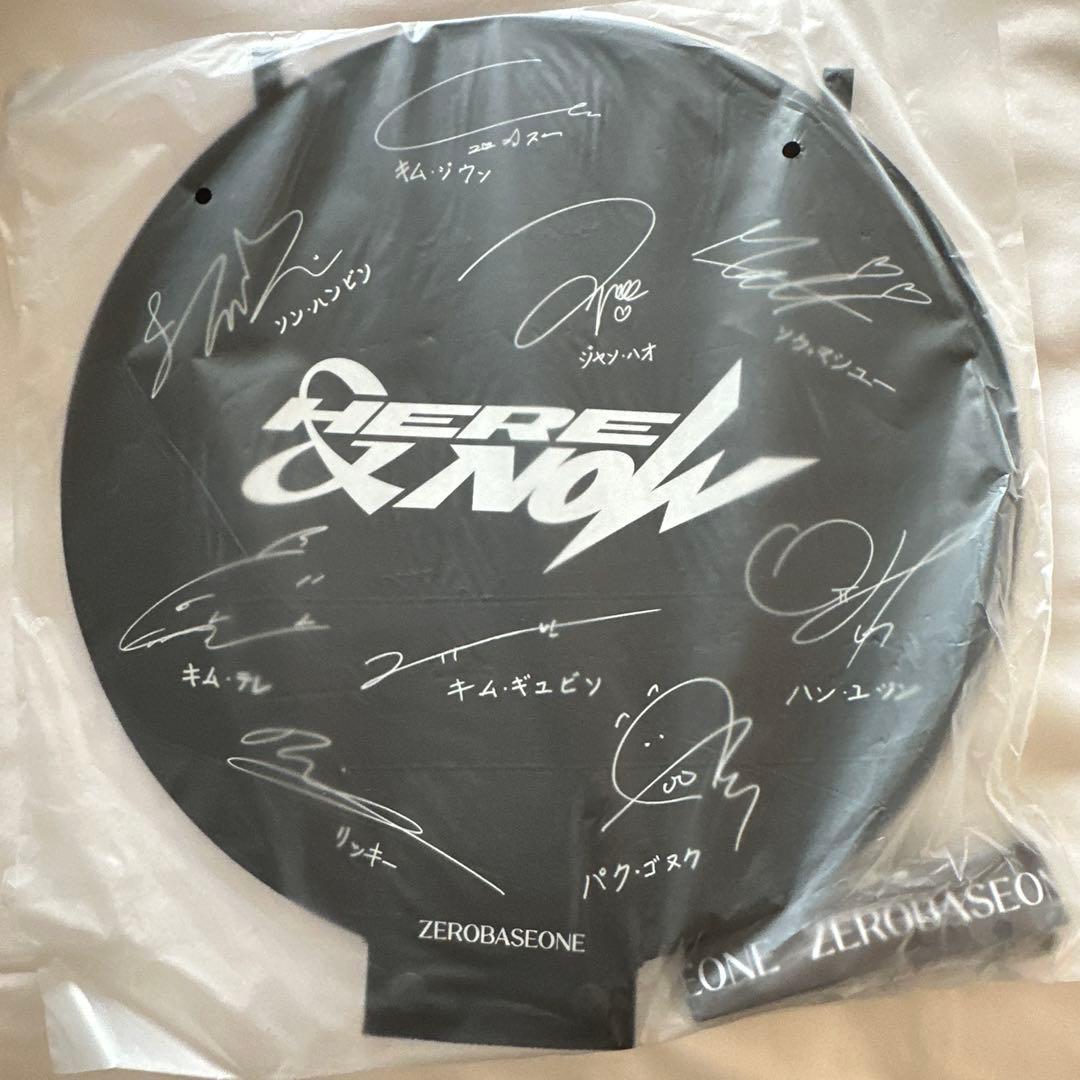 キム・ジウン
ソン・ハンビン
ジャン・ハオ
ソク・マシュー
HERE
&NOW
キム・テレ
キム・ギュビン
ハン・ユジン
リンキー
パク・ゴヌク
ZEROBASEONE
EONE ZEROBASEON